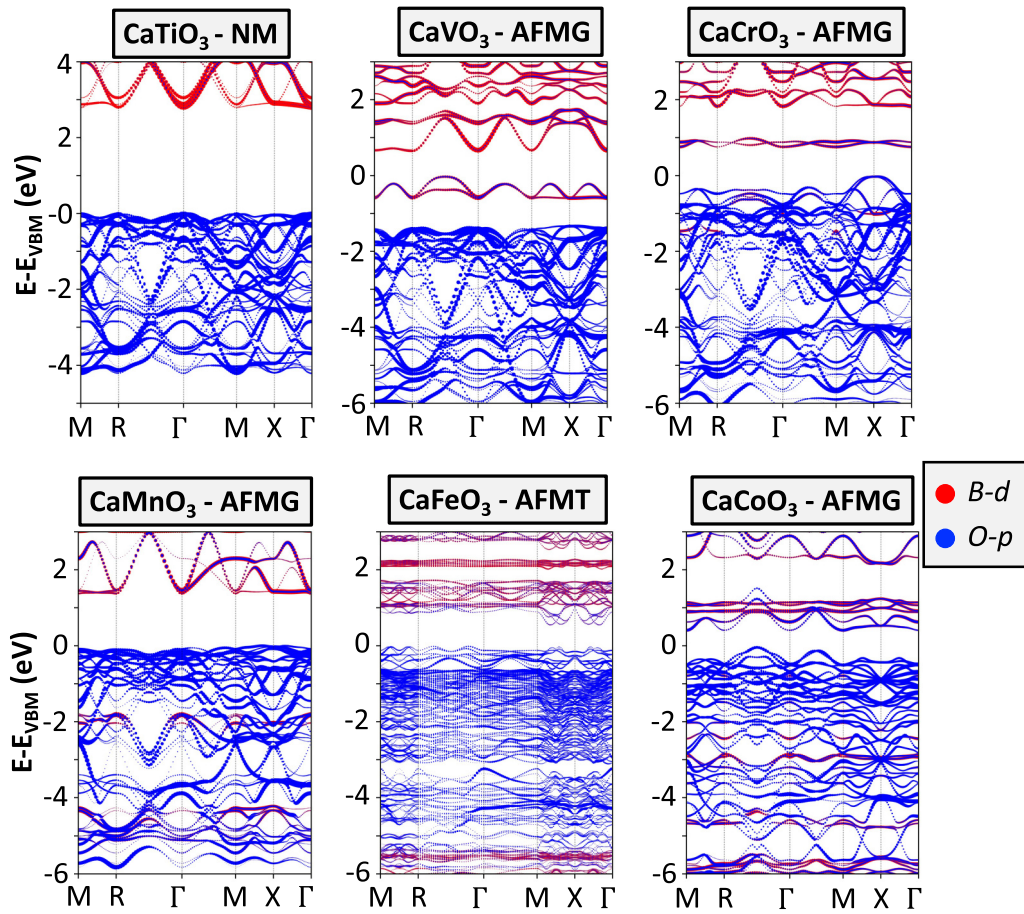 CaTiO3 - NM
CaVO3 - AFMG
CaCrO3 - AFMG
E-EVBM (eV)
4
2
-0
-2
-4
M R Γ M X Γ
2
0
-2
-4
-6
M R Γ M X Γ
2
0
-2
-4
-6
M R Γ M X Γ
CaMnO3 - AFMG
CaFeO3 - AFMT
CaCoO3 - AFMG
B-d
O-p
E-EVBM (eV)
2
0
-2
-4
-6
M R Γ M X Γ
2
0
-2
-4
-6
M R Γ M X Γ
2
0
-2
-4
-6
M R Γ M X Γ